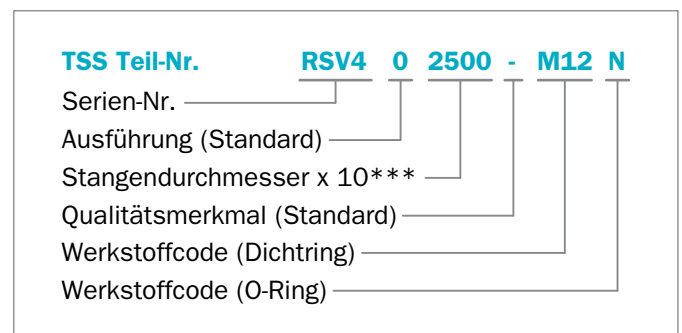 TSS Teil-Nr. RSV4 0 2500 - M12 N
Serien-Nr.
Ausführung (Standard)
Stangendurchmesser x 10***
Qualitätsmerkmal (Standard)
Werkstoffcode (Dichtring)
Werkstoffcode (O-Ring)